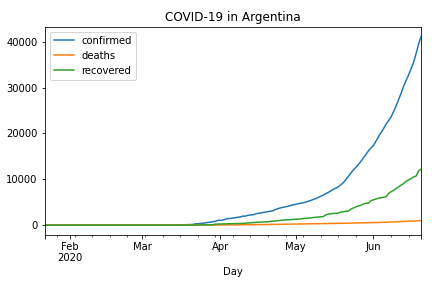 COVID-19 in Argentina
confirmed
deaths
recovered
40000
30000
20000
10000
0
Feb
2020
Mar
Apr
May
Jun
Day